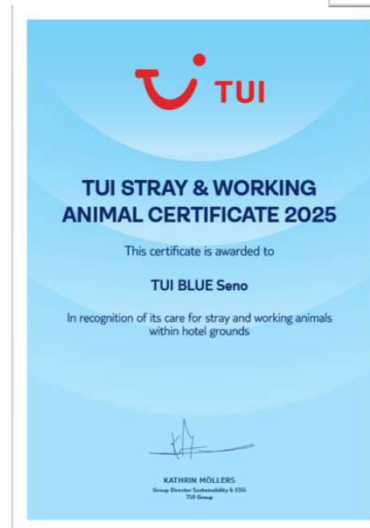 TUI
TUI STRAY & WORKING
ANIMAL CERTIFICATE 2025
This certificate is awarded to
TUI BLUE Seno
In recognition of its care for stray and working animals
within hotel grounds
KATHRIN MÖLLERS
Group Director Sustainability & ESG
TUI Group